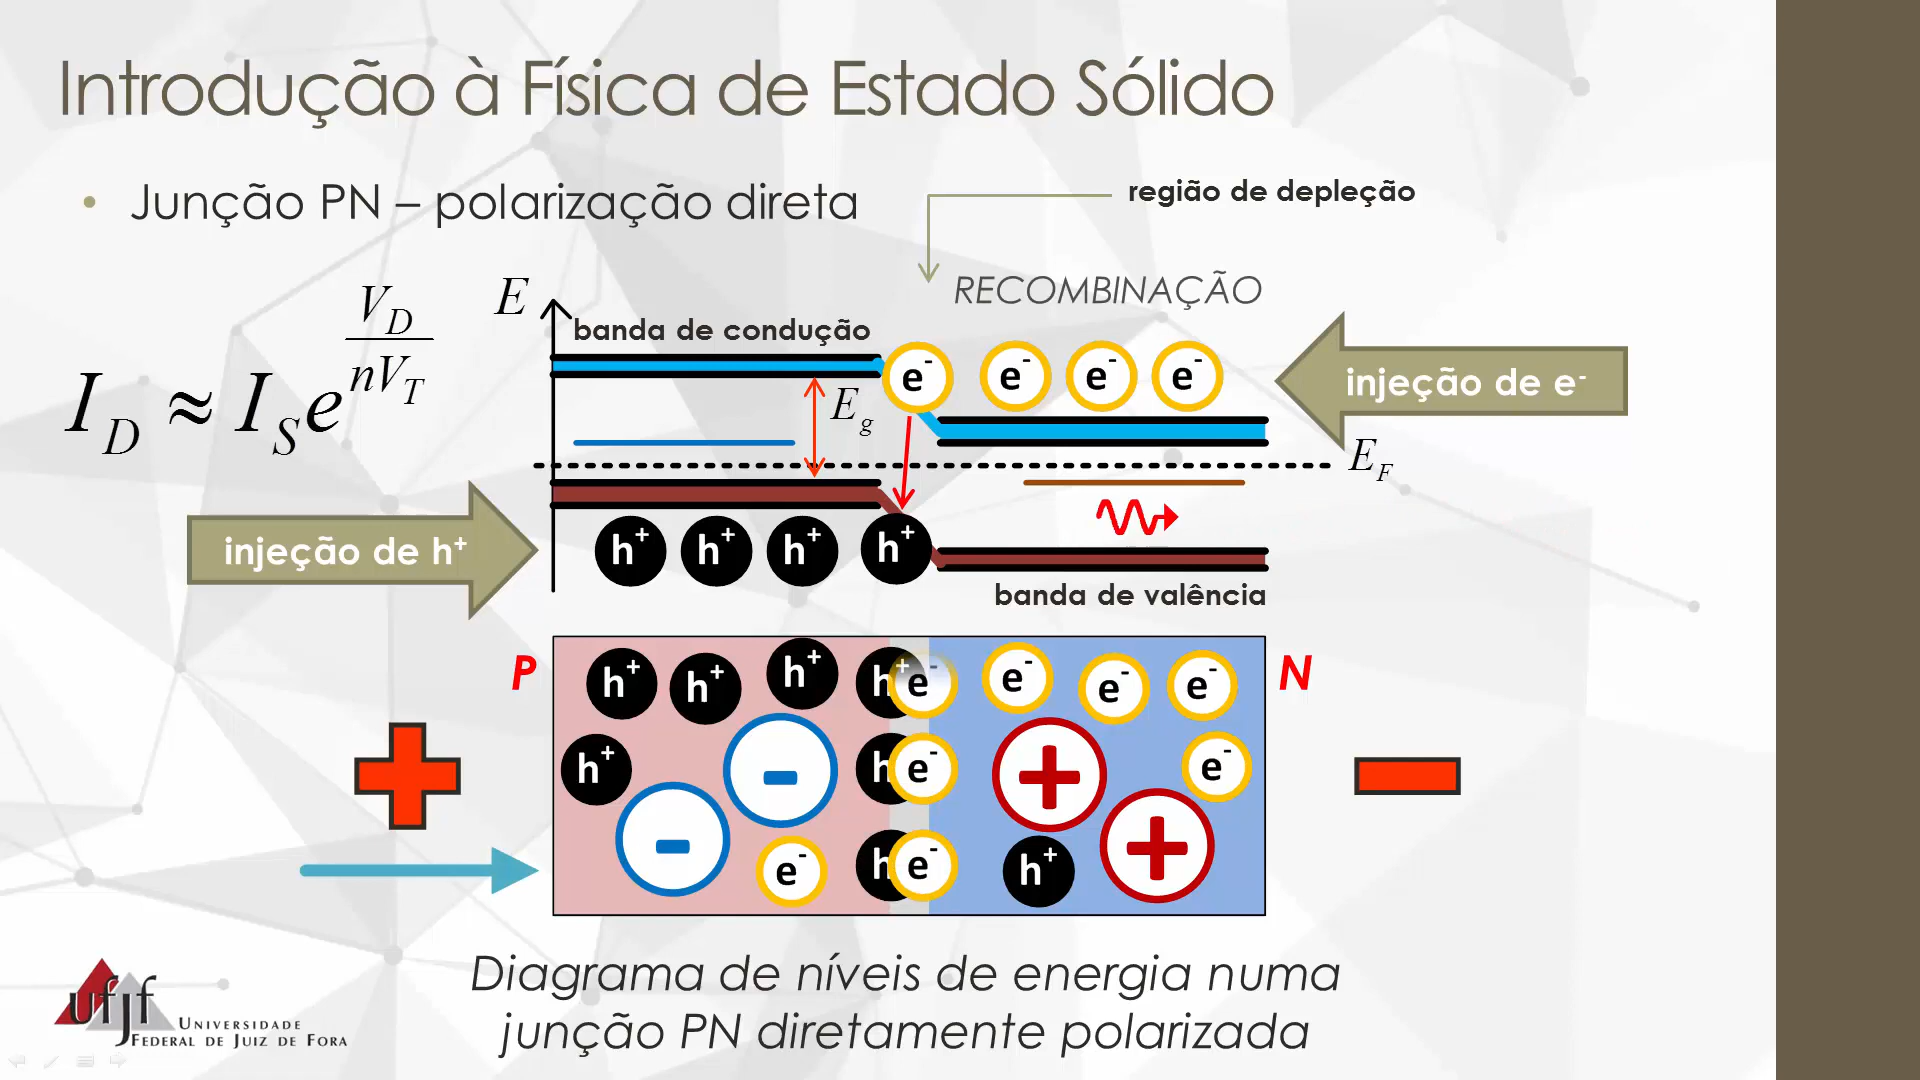 Introdução à Física de Estado Sólido
• Junção PN – polarização direta
região de depleção
RECOMBINAÇÃO
E
banda de condução
I_D ≈ I_S e^{V_D / nV_T}
e⁻ e⁻ e⁻ e⁻
injeção de e⁻
E_g
E_F
injeção de h⁺
h⁺ h⁺ h⁺ h⁺
banda de valência
P
N
h⁺ h⁺ h⁺ h⁺ e⁻ e⁻ e⁻ e⁻
h⁺ - h e⁻ + e⁻
- e⁻ h e⁻ h⁺ +
Diagrama de níveis de energia numa
junção PN diretamente polarizada
ufjf
UNIVERSIDADE
FEDERAL DE JUIZ DE FORA